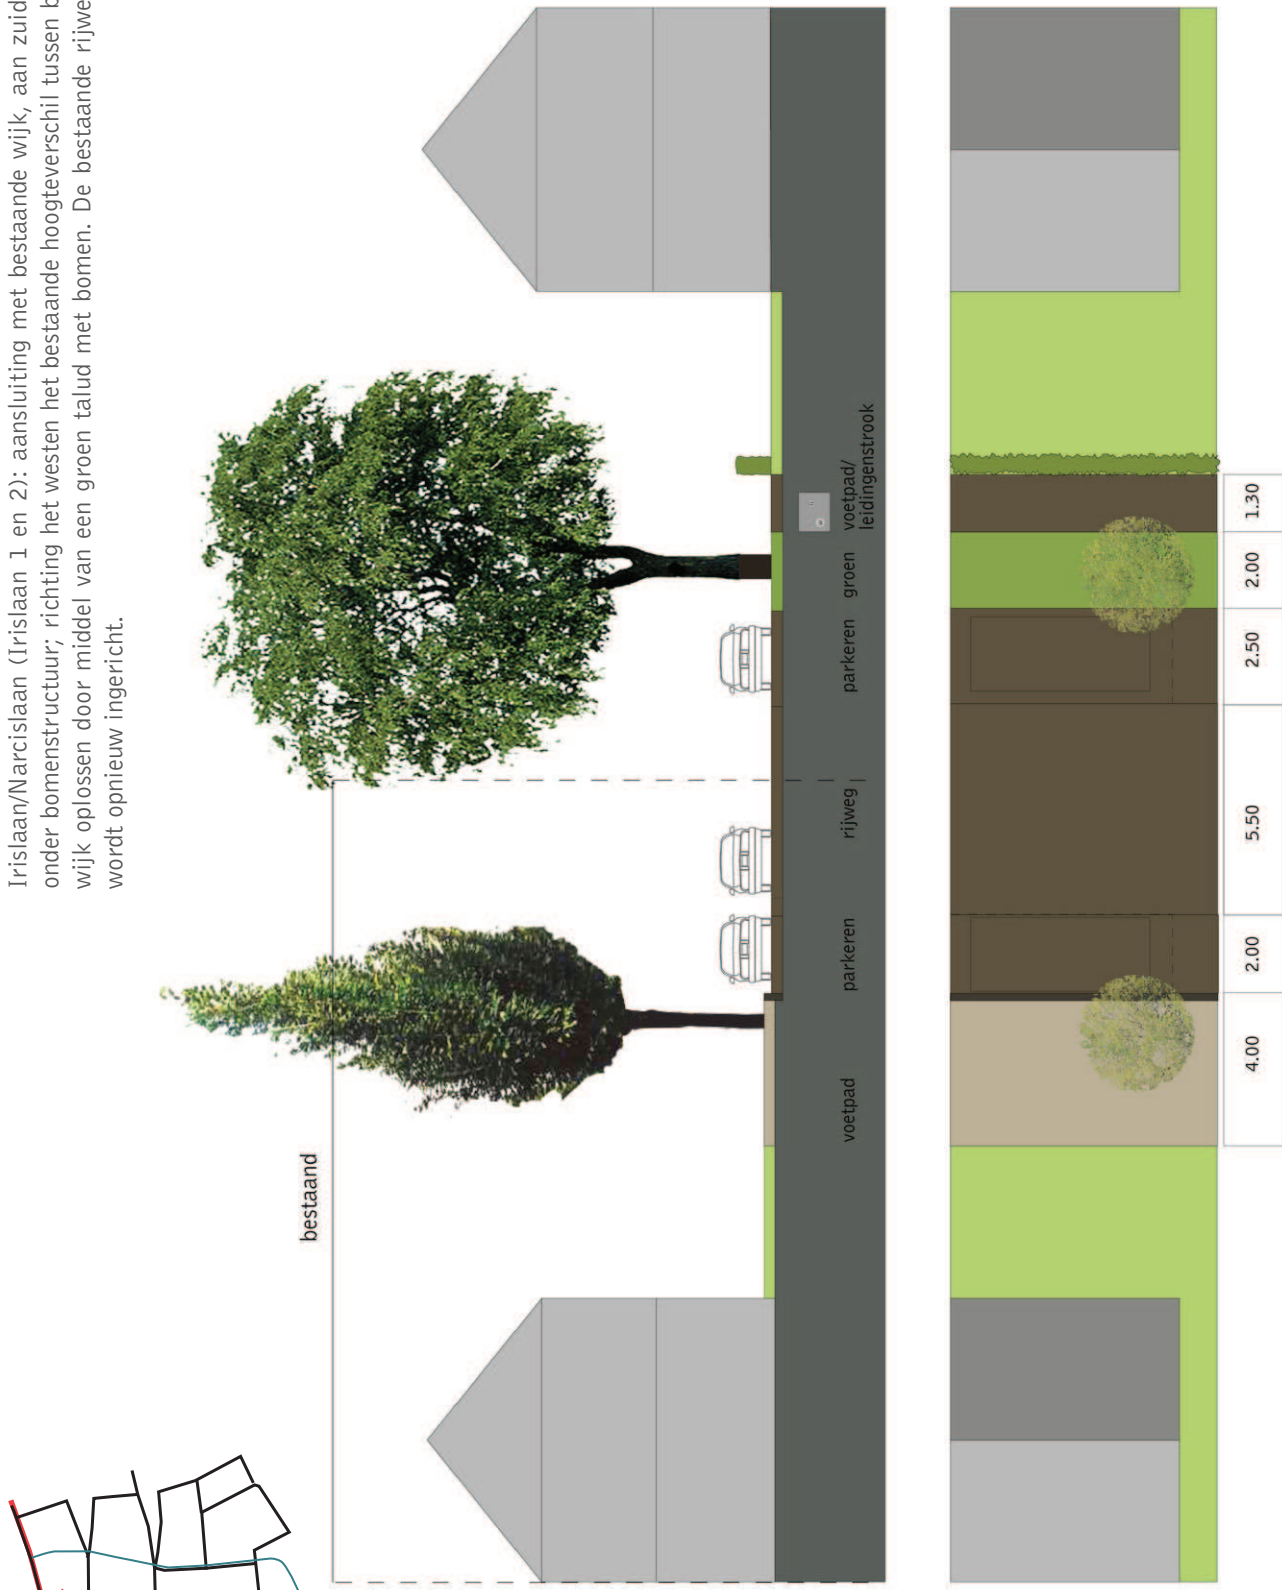 Irislaan/Narcislaan (Irislaan 1 en 2): aansluiting met bestaande wijk, aan zuid
onder bomenstructuur; richting het westen het bestaande hoogteverschil tussen b
wijk oplossen door middel van een groen talud met bomen. De bestaande rijwe
wordt opnieuw ingericht.
bestaand
voetpad
parkeren
rijweg
parkeren
groen
voetpad/
leidingenstrook
4.00
2.00
5.50
2.50
2.00
1.30